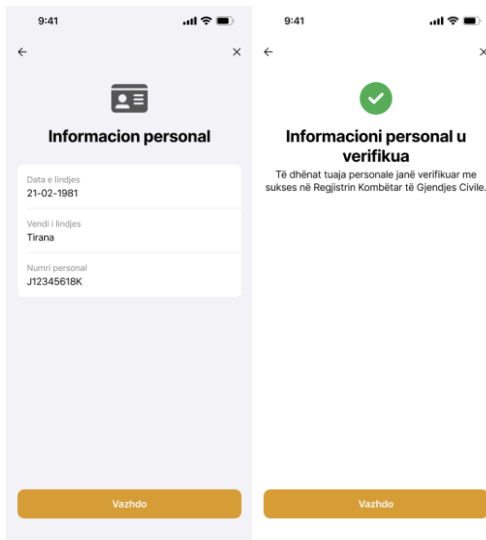 9:41
Informacion personal
Data e lindjes
21-02-1981
Vendi i lindjes
Tirana
Numri personal
J12345618K
Vazhdo
9:41
Informacioni personal u
verifikua
Të dhënat tuaja personale janë verifikuar me
sukses në Regjistrin Kombëtar të Gjendjes Civile.
Vazhdo